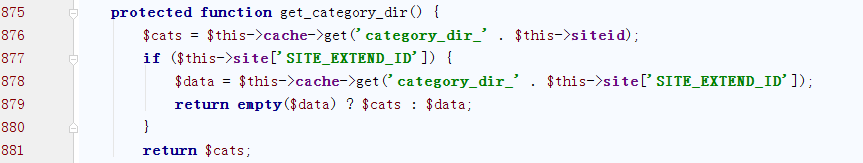 875 protected function get_category_dir() {
876 $cats = $this->cache->get('category_dir_' . $this->siteid);
877 if ($this->site['SITE_EXTEND_ID']) {
878 $data = $this->cache->get('category_dir_' . $this->site['SITE_EXTEND_ID']);
879 return empty($data) ? $cats : $data;
880 }
881 return $cats;